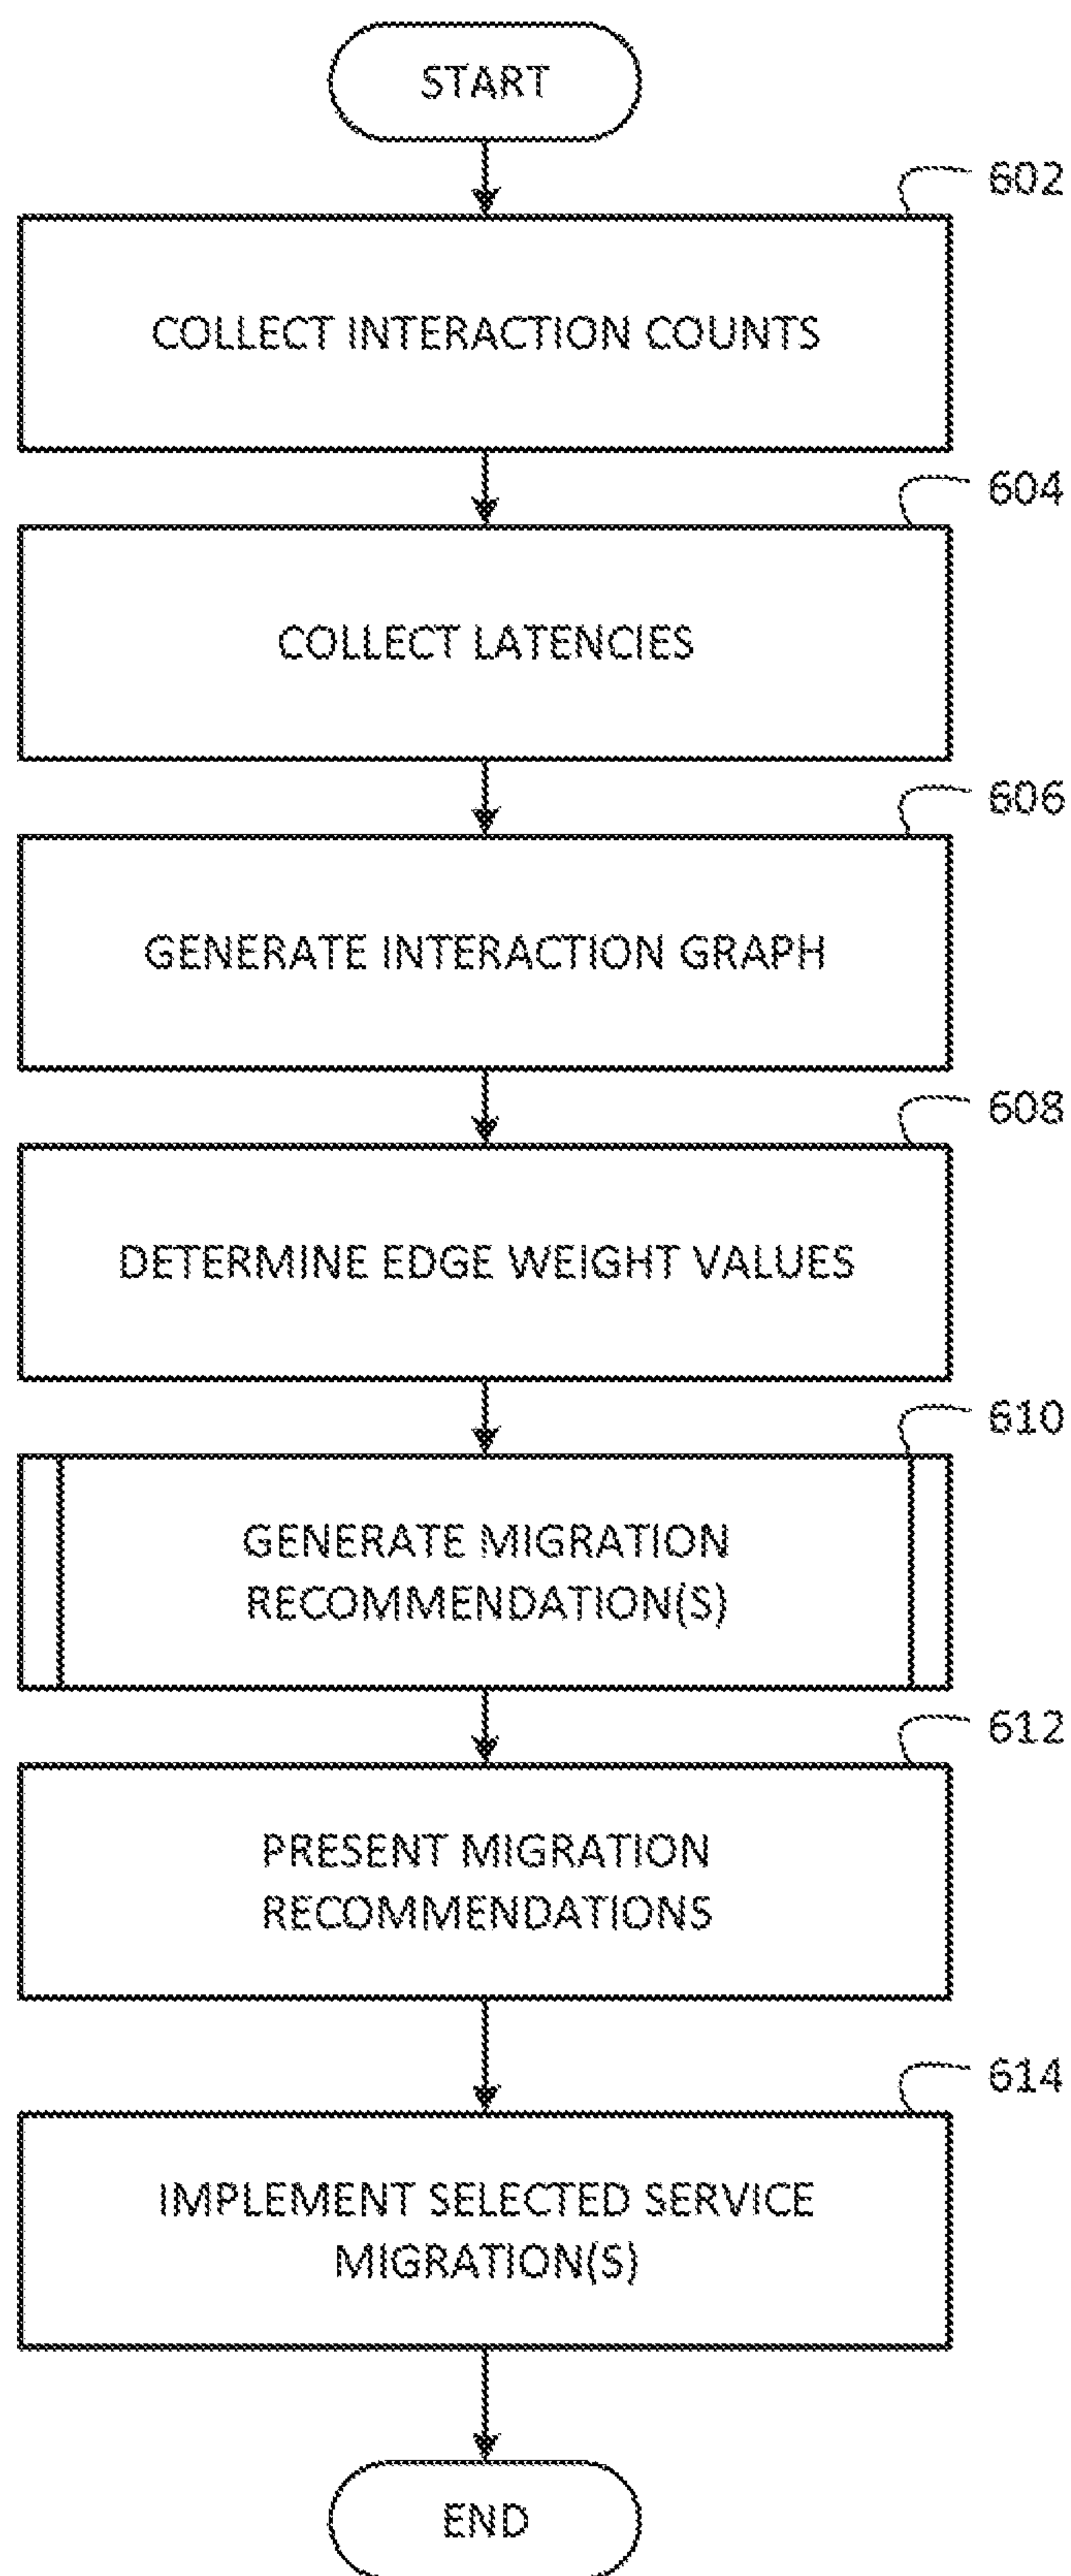 START
602
COLLECT INTERACTION COUNTS
604
COLLECT LATENCIES
606
GENERATE INTERACTION GRAPH
608
DETERMINE EDGE WEIGHT VALUES
610
GENERATE MIGRATION
RECOMMENDATION(S)
612
PRESENT MIGRATION
RECOMMENDATIONS
614
IMPLEMENT SELECTED SERVICE
MIGRATION(S)
END